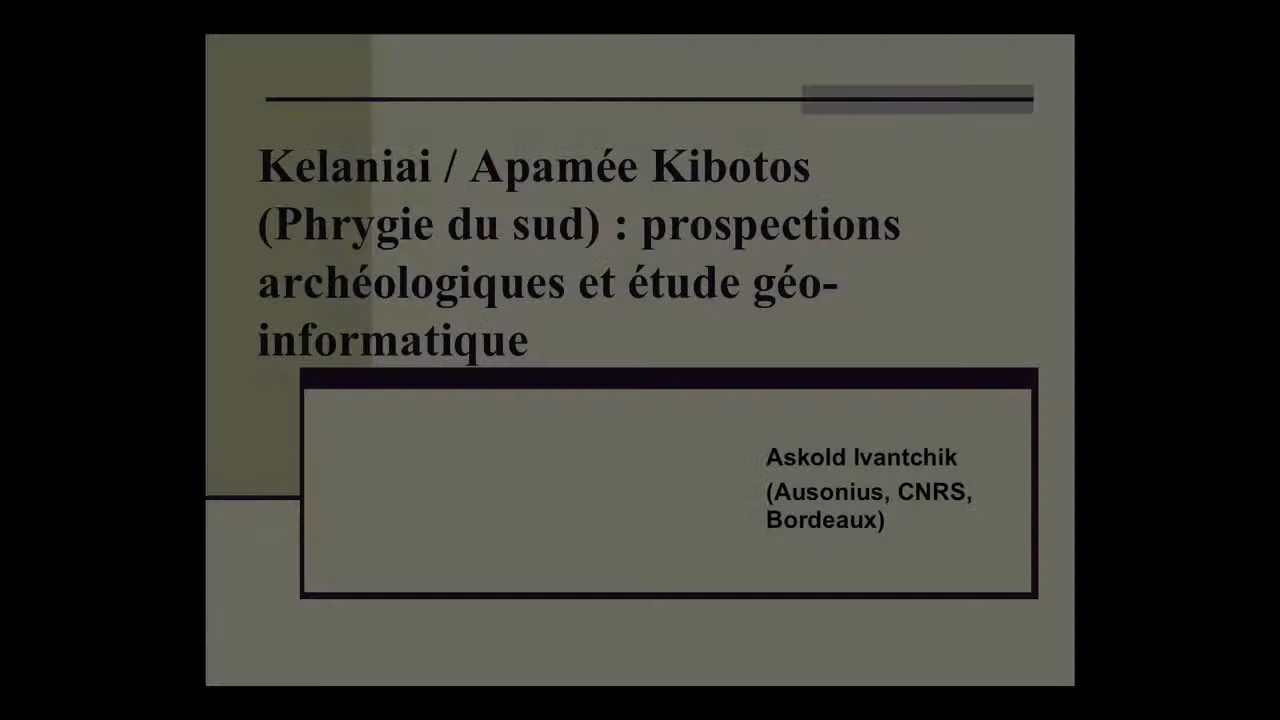 Kelaniai / Apamée Kibotos
(Phrygie du sud) : prospections
archéologiques et étude géo-
informatique
Askold Ivantchik
(Ausonius, CNRS,
Bordeaux)